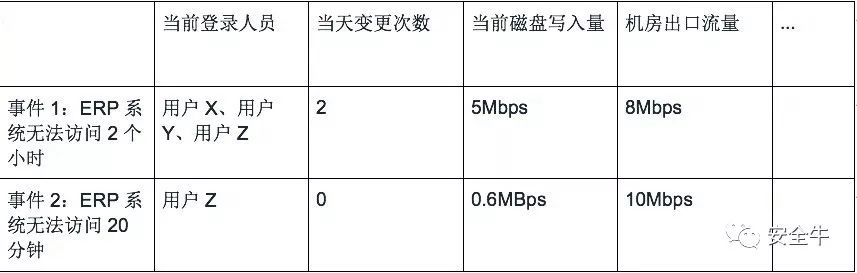 当前登录人员 当天变更次数 当前磁盘写入量 机房出口流量 ...
事件 1：ERP 系 用户 X、用户 2 5Mbps 8Mbps
统无法访问 2 个 Y、用户 Z
小时
事件 2：ERP 系 用户 Z 0 0.6MBps 10Mbps
统无法访问 20
分钟
安全牛